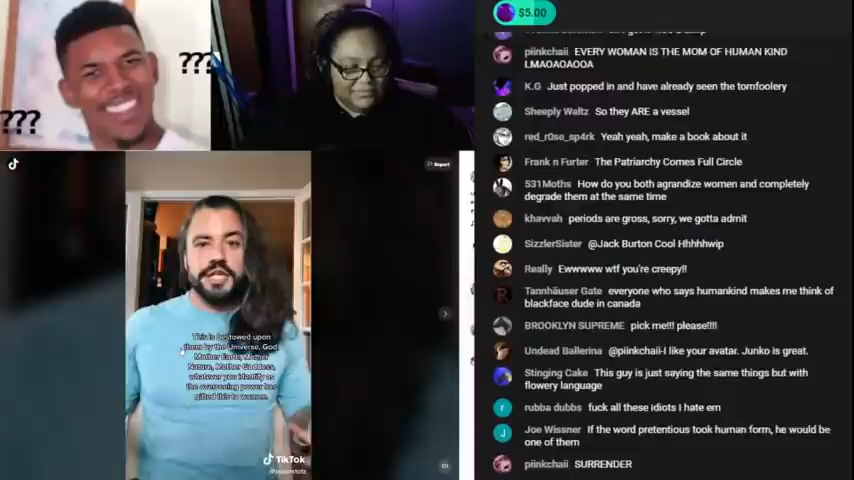 $5.00
piinkchaii EVERY WOMAN IS THE MOM OF HUMAN KIND
LMAOAOAOOA
K.G Just popped in and have already seen the tomfoolery
Sheeply Waltz So they ARE a vessel
red_r0se_sp4rk Yeah yeah, make a book about it
Frank n Furter The Patriarchy Comes Full Circle
531Moths How do you both agrandize women and completely
degrade them at the same time
khavvah periods are gross, sorry, we gotta admit
SizzlerSister @Jack Burton Cool Hhhhhwip
Really Ewwwww wtf you're creepy!!
Tannhäuser Gate everyone who says humankind makes me think of
blackface dude in canada
BROOKLYN SUPREME pick me!!! please!!!!
Undead Ballerina @piinkchaii-I like your avatar. Junko is great.
Stinging Cake This guy is just saying the same things but with
flowery language
rubba dubbs fuck all these idiots I hate em
Joe Wissner If the word pretentious took human form, he would be
one of them
piinkchaii SURRENDER
???
???
Report
This is bestowed upon
them by the Universe, God,
Mother Earth, Mother
Nature, Mother Goddess,
whatever you identify as
the overseeing power has
gifted this to women.
TikTok